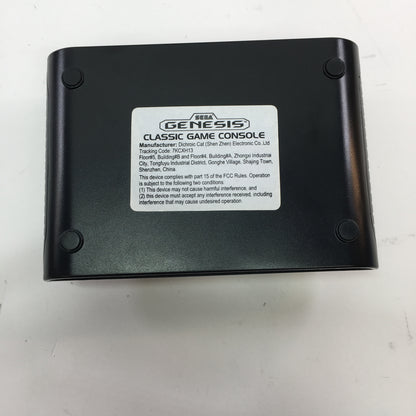 SEGA
GENESIS
CLASSIC GAME CONSOLE
Manufacturer: Dichroic Cat (Shen Zhen) Electronic Co.,Ltd
Tracking Code: 7KCXH13
Floor#5, Building#B and Floor#4, Building#A, Zhongxi Industrial
City, Tongfuyu Industrial District, Gonghe Village, Shajing Town,
Shenzhen, China.
This device complies with part 15 of the FCC Rules. Operation
is subject to the following two conditions:
(1) This device may not cause harmful interference, and
(2) this device must accept any interference received, including
interference that may cause undesired operation.